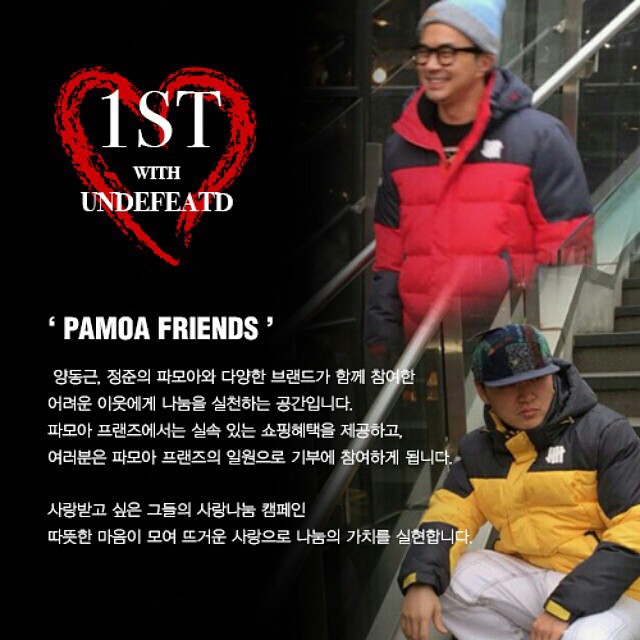 1ST
WITH
UNDEFEATD
‘ PAMOA FRIENDS ’
양동근, 정준의 파모아와 다양한 브랜드가 함께 참여한
어려운 이웃에게 나눔을 실천하는 공간입니다.
파모아 프랜즈에서는 실속 있는 쇼핑혜택을 제공하고,
여러분은 파모아 프랜즈의 일원으로 기부에 참여하게 됩니다.
사랑받고 싶은 그들의 사랑나눔 캠페인
따뜻한 마음이 모여 뜨거운 사랑으로 나눔의 가치를 실현합니다.